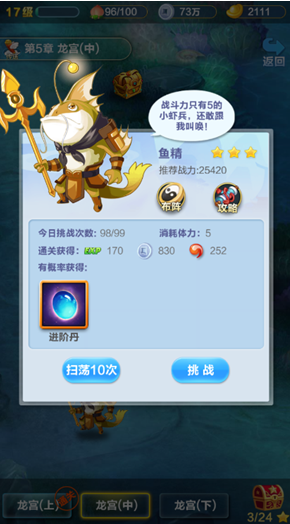 17级
96/100
73万
2111
第5章 龙宫(中)
返回
战斗力只有5的
小虾兵，还敢跟
我叫唤！
鱼精
推荐战力:25420
布阵
攻略
今日挑战次数: 98/99
消耗体力: 5
通关获得: EXP 170 830 252
有概率获得:
进阶丹
扫荡10次
挑 战
龙宫(上)
龙宫(中)
龙宫(下)
3/24